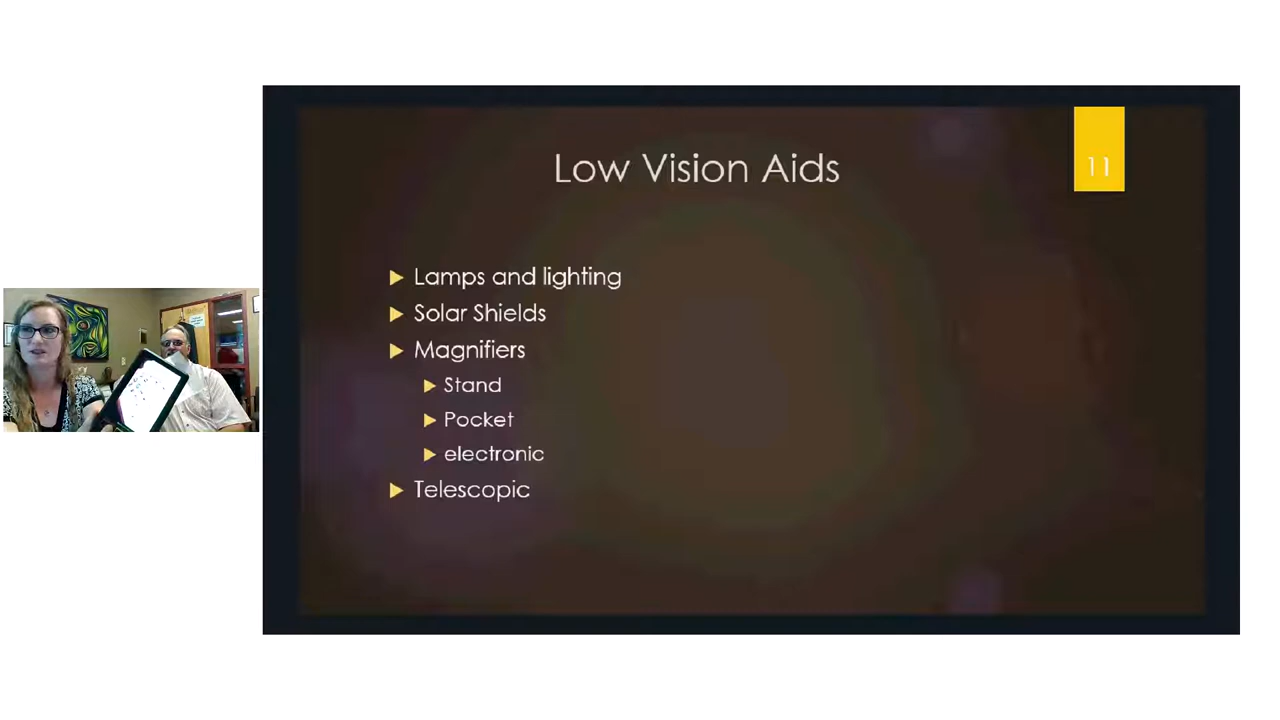 Low Vision Aids
11
Lamps and lighting
Solar Shields
Magnifiers
Stand
Pocket
electronic
Telescopic